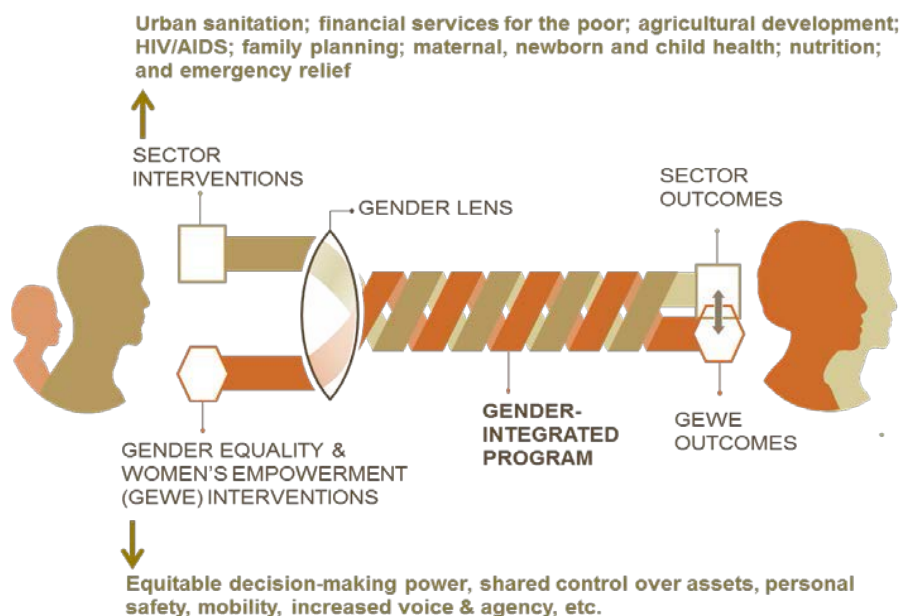 Urban sanitation; financial services for the poor; agricultural development;
HIV/AIDS; family planning; maternal, newborn and child health; nutrition;
and emergency relief
SECTOR
INTERVENTIONS
GENDER LENS
SECTOR
OUTCOMES
GENDER-
INTEGRATED
PROGRAM
GEWE
OUTCOMES
GENDER EQUALITY &
WOMEN'S EMPOWERMENT
(GEWE) INTERVENTIONS
Equitable decision-making power, shared control over assets, personal
safety, mobility, increased voice & agency, etc.